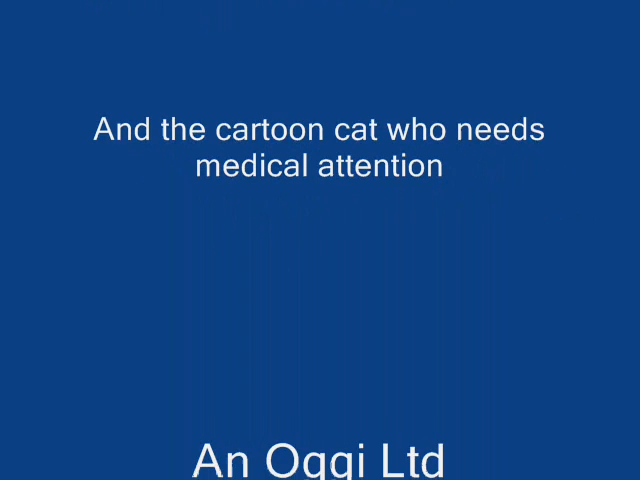 And the cartoon cat who needs
medical attention
An Oggi Ltd